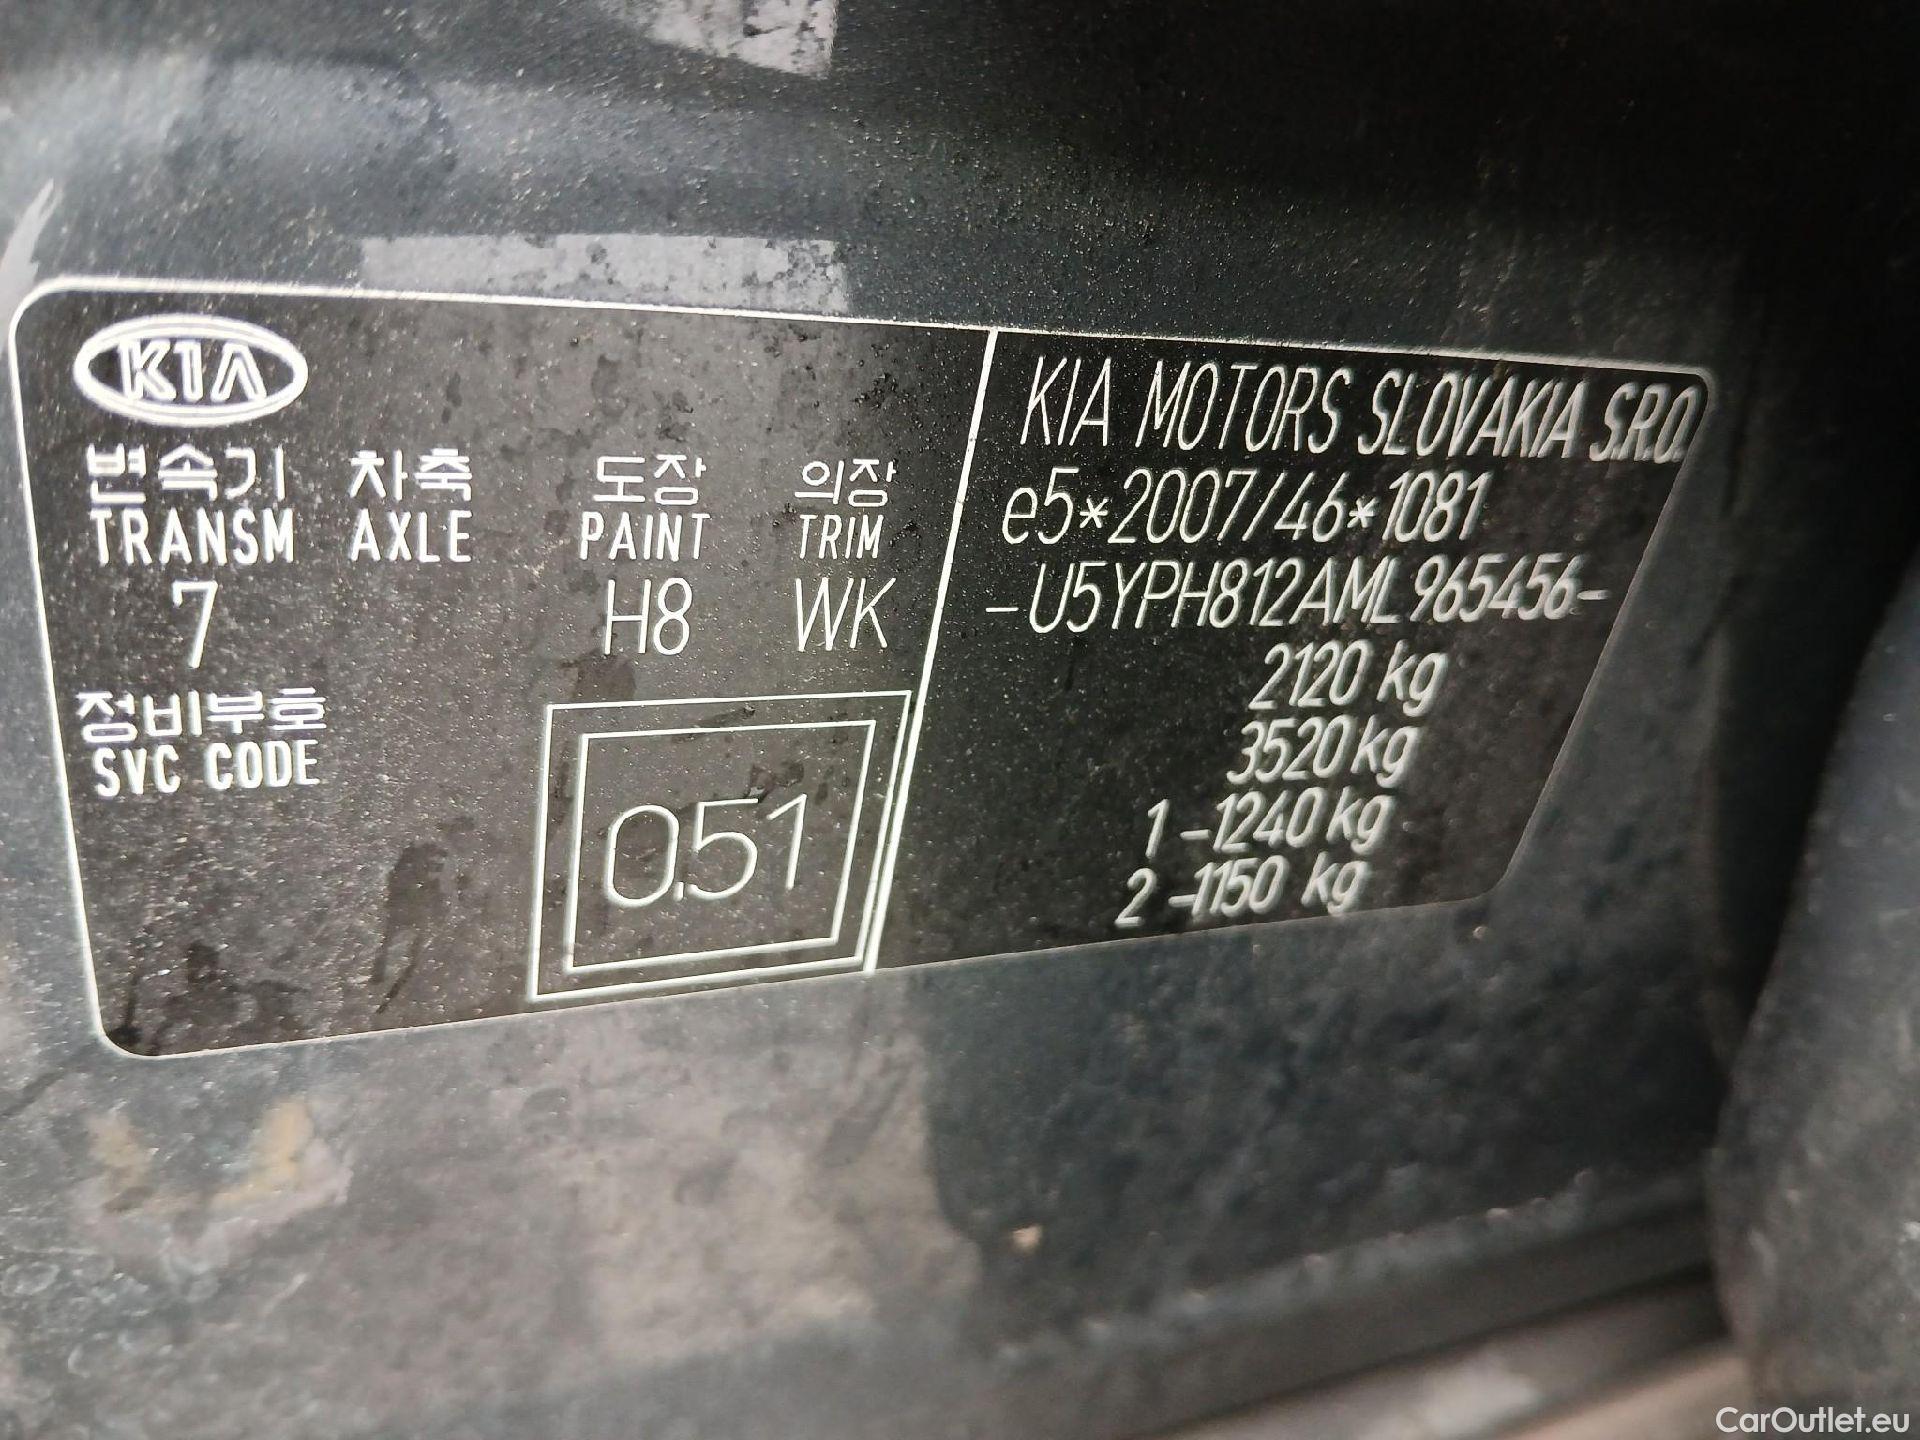 KIA
변속기 차축 도장 의장
TRANSM AXLE PAINT TRIM
7 H8 WK
정비부호
SVC CODE
0.51
KIA MOTORS SLOVAKIA S.R.O.
e5*2007/46*1081
-U5YPH812AML965456-
2120 kg
3520 kg
1 -1240 kg
2 -1150 kg
CarOutlet.eu